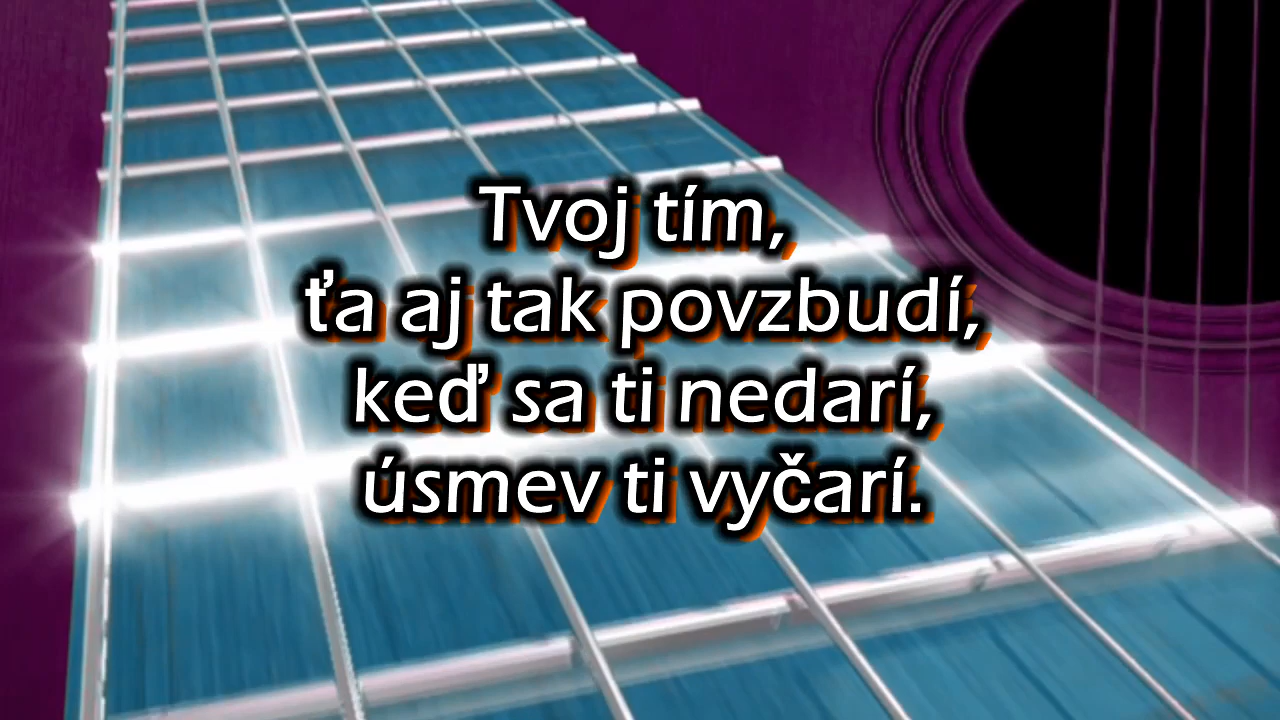 Tvoj tím,
ťa aj tak povzbudí,
keď sa ti nedarí,
úsmev ti vyčarí.